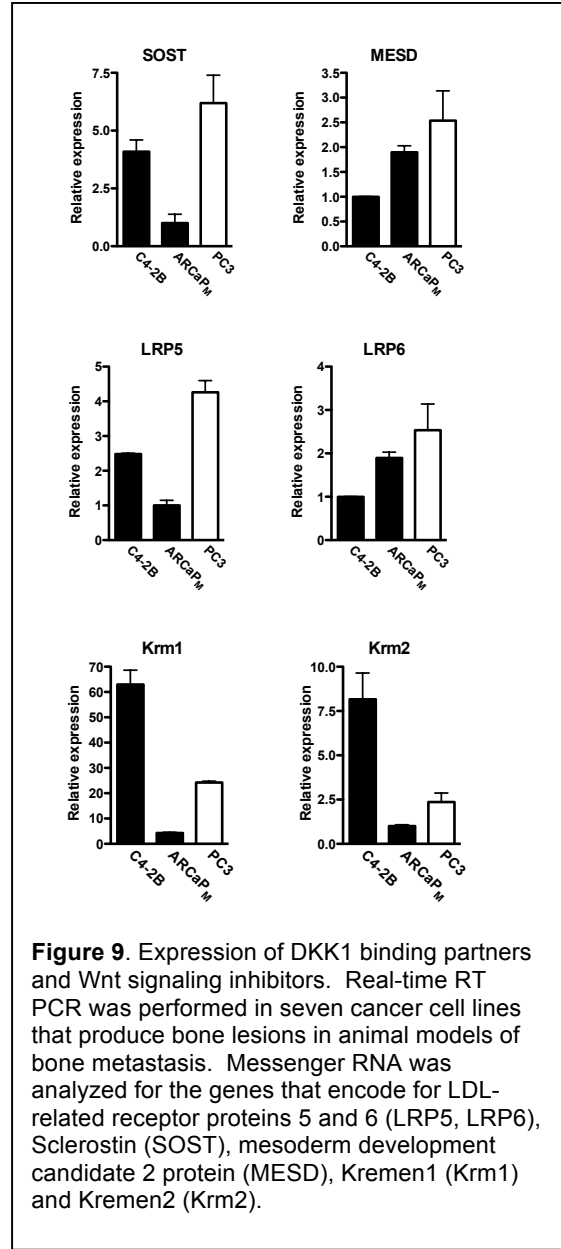 SOST
7.5
5.0
2.5
0.0
Relative expression
C4-2B
ARCaPM
PC3
MESD
3.5
3.0
2.5
2.0
1.5
1.0
0.5
0.0
Relative expression
C4-2B
ARCaPM
PC3
LRP5
5
4
3
2
1
0
Relative expression
C4-2B
ARCaPM
PC3
LRP6
4
3
2
1
0
Relative expression
C4-2B
ARCaPM
PC3
Krm1
70
60
50
40
30
20
10
0
Relative expression
C4-2B
ARCaPM
PC3
Krm2
10.0
7.5
5.0
2.5
0.0
Relative expression
C4-2B
ARCaPM
PC3
Figure 9. Expression of DKK1 binding partners
and Wnt signaling inhibitors. Real-time RT
PCR was performed in seven cancer cell lines
that produce bone lesions in animal models of
bone metastasis. Messenger RNA was
analyzed for the genes that encode for LDL-
related receptor proteins 5 and 6 (LRP5, LRP6),
Sclerostin (SOST), mesoderm development
candidate 2 protein (MESD), Kremen1 (Krm1)
and Kremen2 (Krm2).